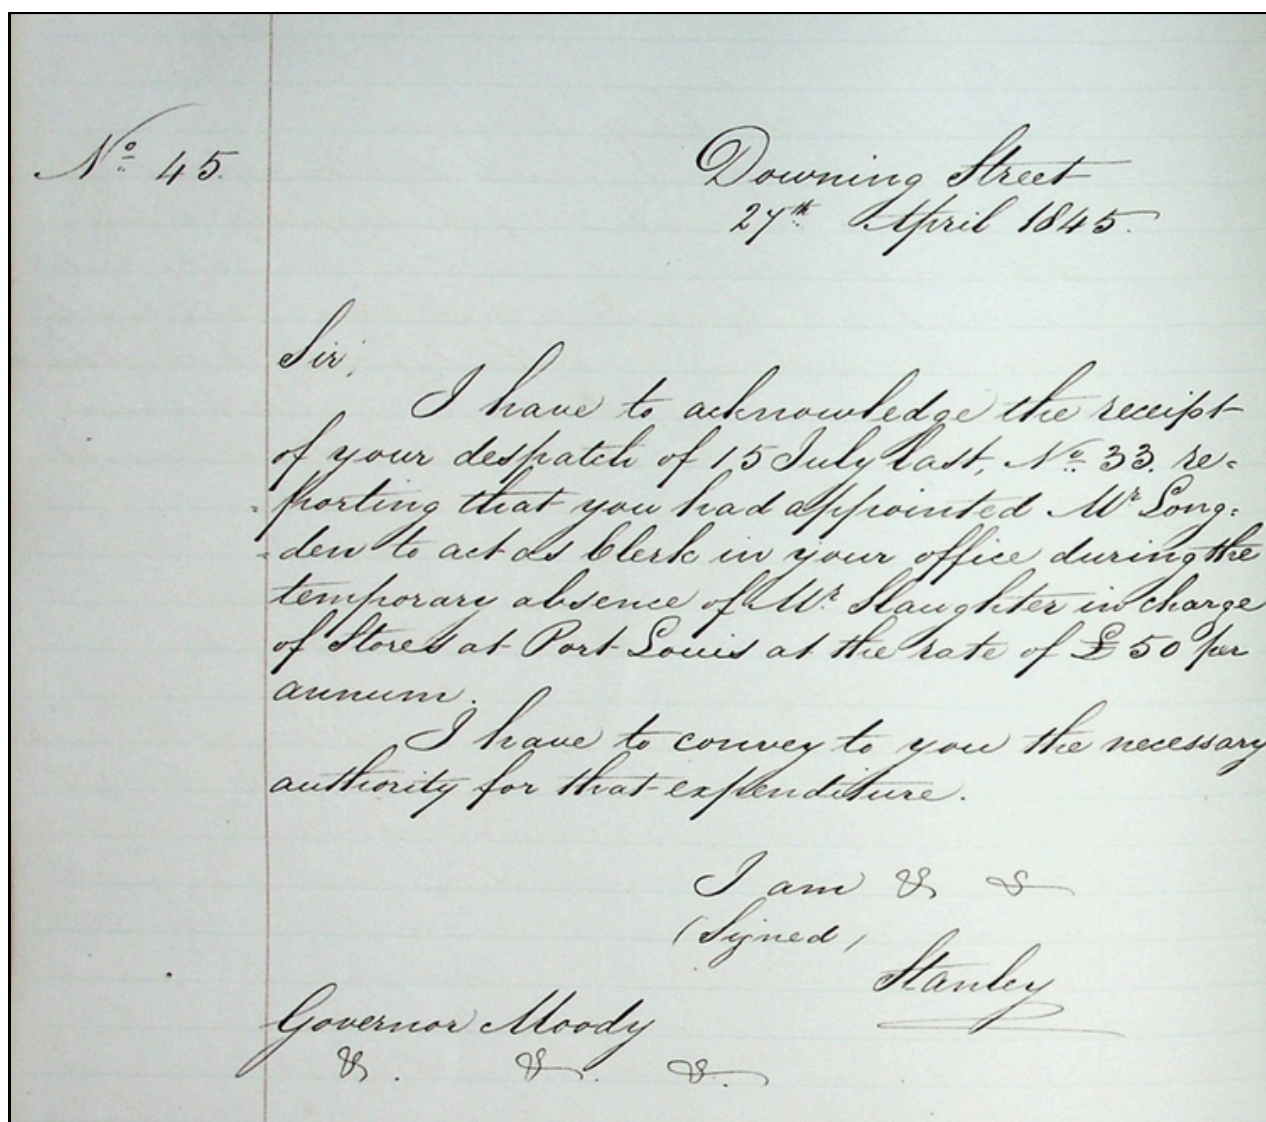 Nº 45.
Downing Street
27th April 1845.
Sir,
I have to acknowledge the receipt
of your despatch of 15 July last, Nº 33. re=
=porting that you had appointed Mr Long=
=den to act as Clerk in your office during the
temporary absence of Mr Slaughter in charge
of Stores at Port Louis at the rate of £50 per
annum.
I have to convey to you the necessary
authority for that expenditure.
I am & &
(Signed)
Stanley
Governor Moody
&. &. &.